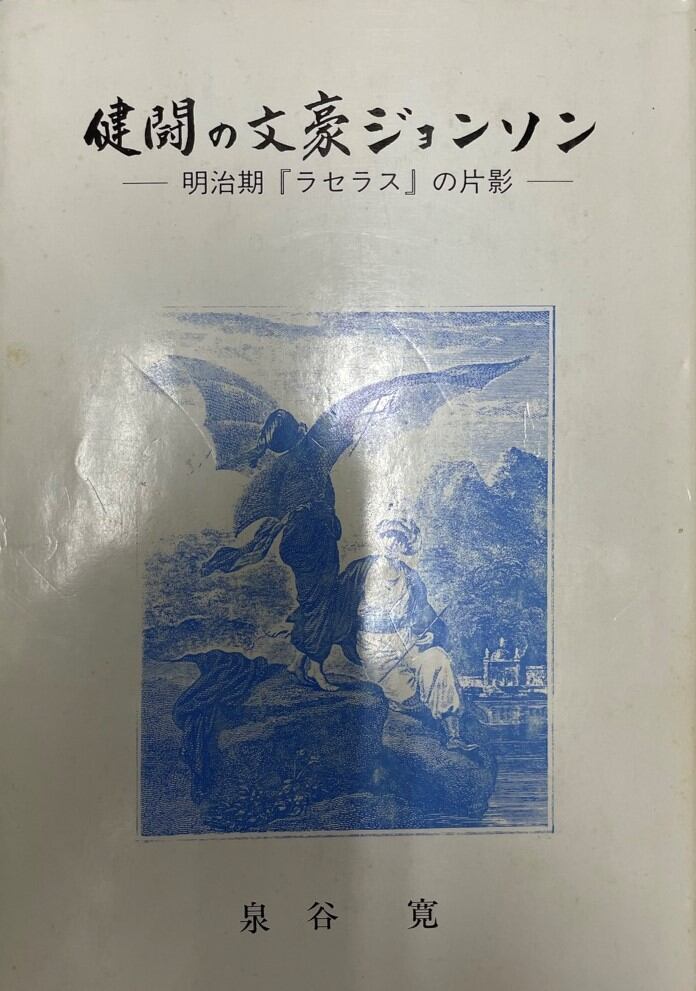 健闘の文豪ジョンソン
── 明治期『ラセラス』の片影 ──
泉谷 寛